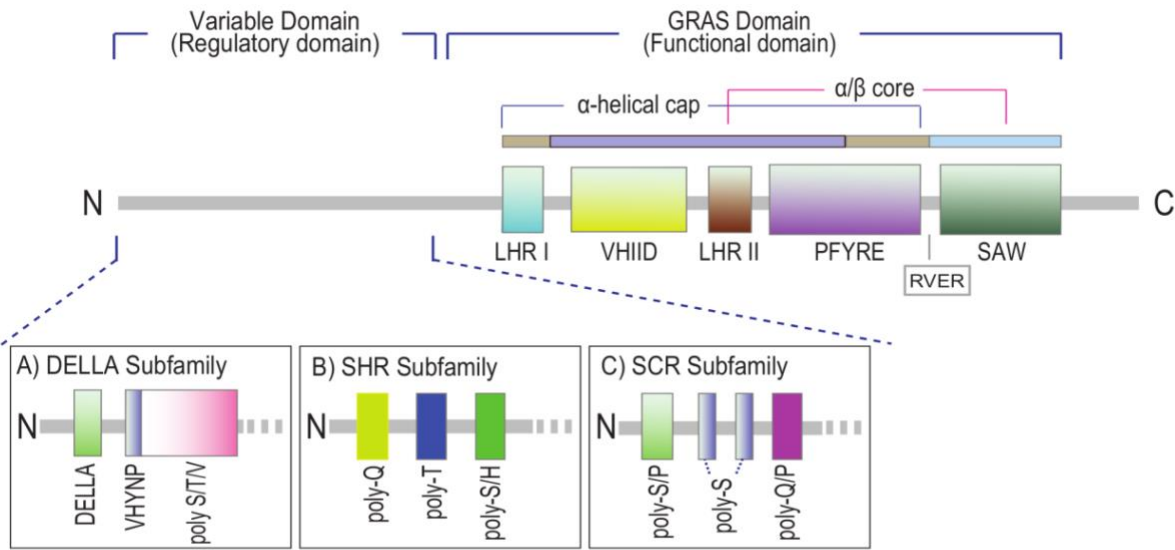 Variable Domain
(Regulatory domain)
GRAS Domain
(Functional domain)
α/β core
α-helical cap
N
C
LHR I
VHIID
LHR II
PFYRE
SAW
RVER
A) DELLA Subfamily
N
DELLA
VHYNP
poly S/T/V
B) SHR Subfamily
N
poly-Q
poly-T
poly-S/H
C) SCR Subfamily
N
poly-S/P
poly-S
poly-Q/P